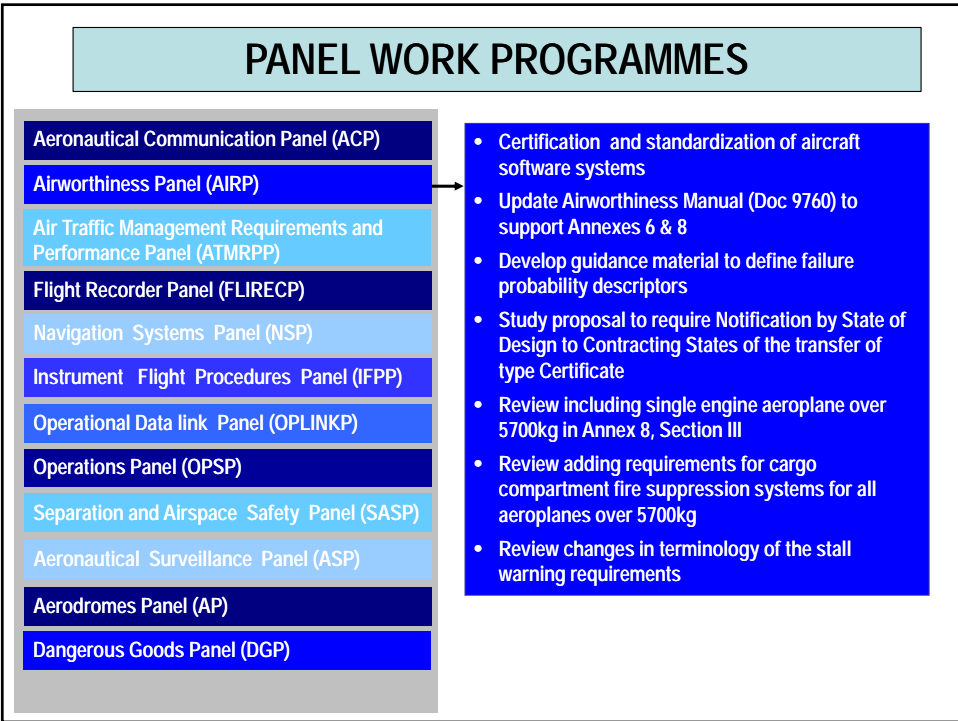 PANEL WORK PROGRAMMES
Aeronautical Communication Panel (ACP)
Airworthiness Panel (AIRP)
Air Traffic Management Requirements and
Performance Panel (ATMRPP)
Flight Recorder Panel (FLIRECP)
Navigation Systems Panel (NSP)
Instrument Flight Procedures Panel (IFPP)
Operational Data link Panel (OPLINKP)
Operations Panel (OPSP)
Separation and Airspace Safety Panel (SASP)
Aeronautical Surveillance Panel (ASP)
Aerodromes Panel (AP)
Dangerous Goods Panel (DGP)
• Certification and standardization of aircraft
software systems
• Update Airworthiness Manual (Doc 9760) to
support Annexes 6 & 8
• Develop guidance material to define failure
probability descriptors
• Study proposal to require Notification by State of
Design to Contracting States of the transfer of
type Certificate
• Review including single engine aeroplane over
5700kg in Annex 8, Section III
• Review adding requirements for cargo
compartment fire suppression systems for all
aeroplanes over 5700kg
• Review changes in terminology of the stall
warning requirements